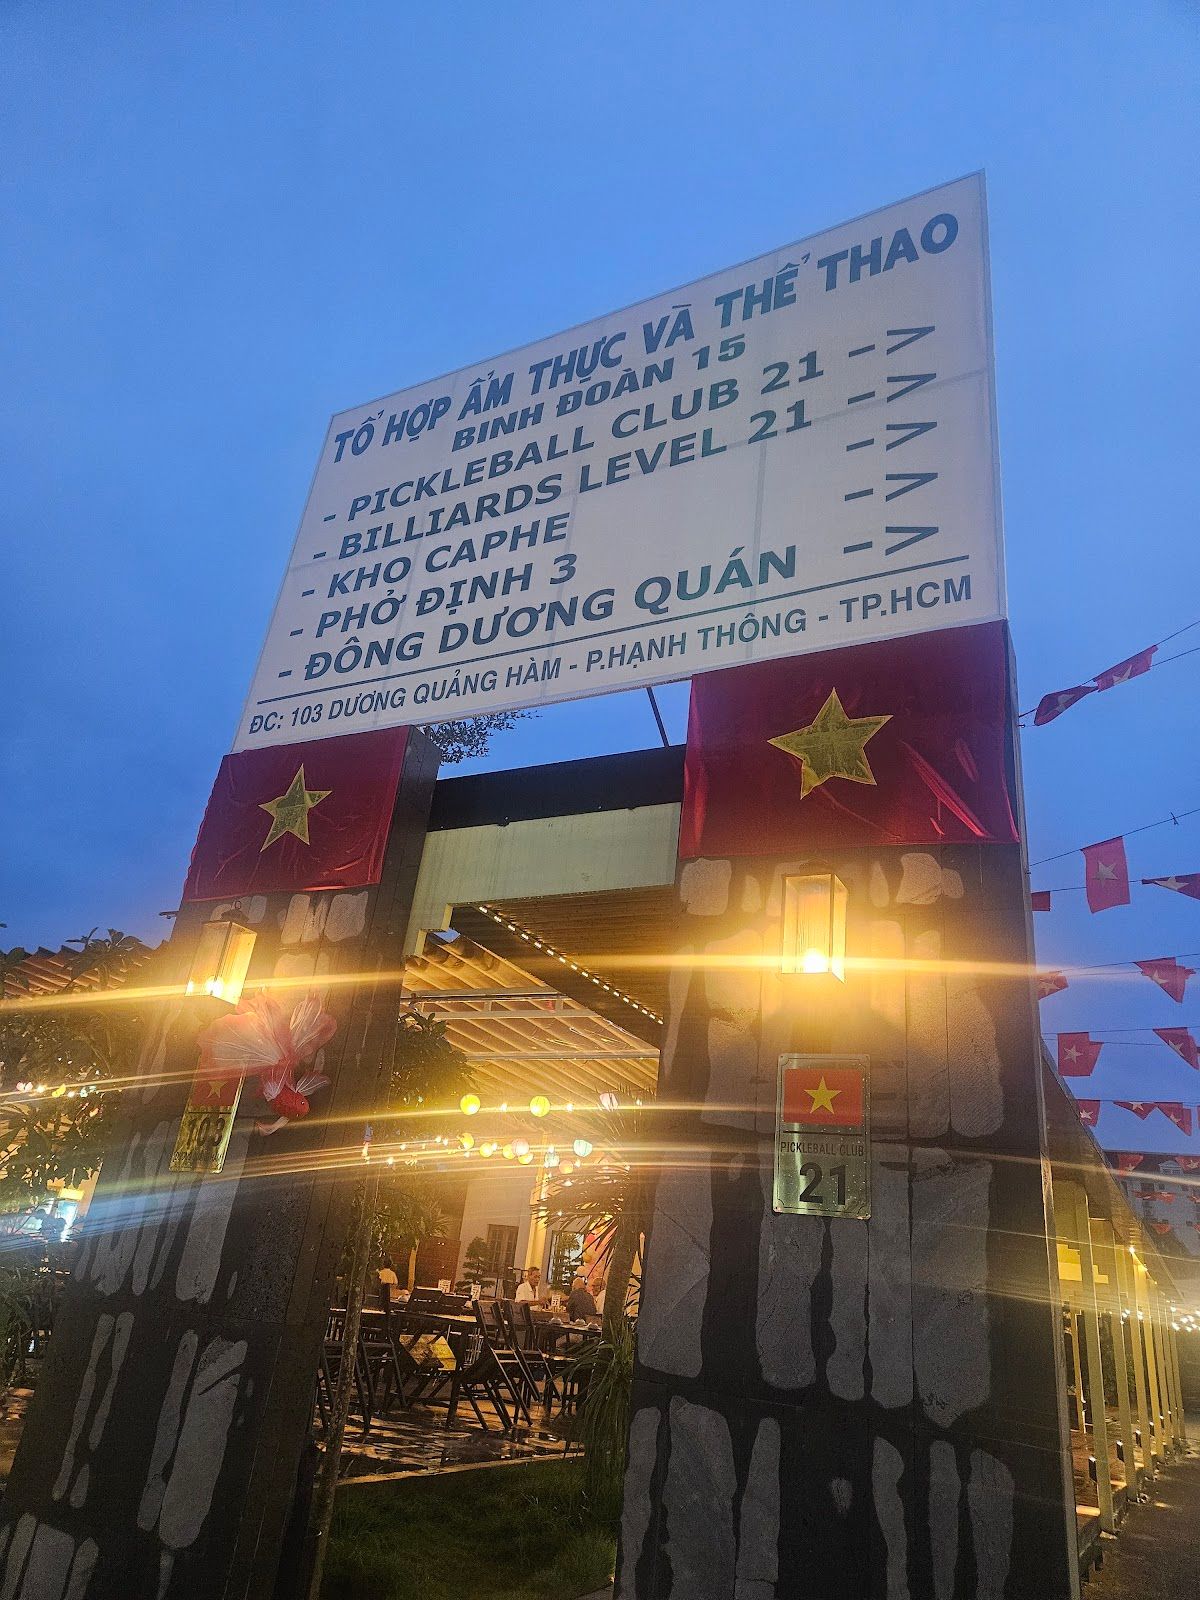 TỔ HỢP ẨM THỰC VÀ THỂ THAO
BINH ĐOÀN 15
- PICKLEBALL CLUB 21 ->
- BILLIARDS LEVEL 21 ->
- KHO CAPHE ->
- PHỞ ĐỊNH 3 ->
- ĐÔNG DƯƠNG QUÁN ->
ĐC: 103 DƯƠNG QUẢNG HÀM - P.HẠNH THÔNG - TP.HCM
103
PICKLEBALL CLUB
21